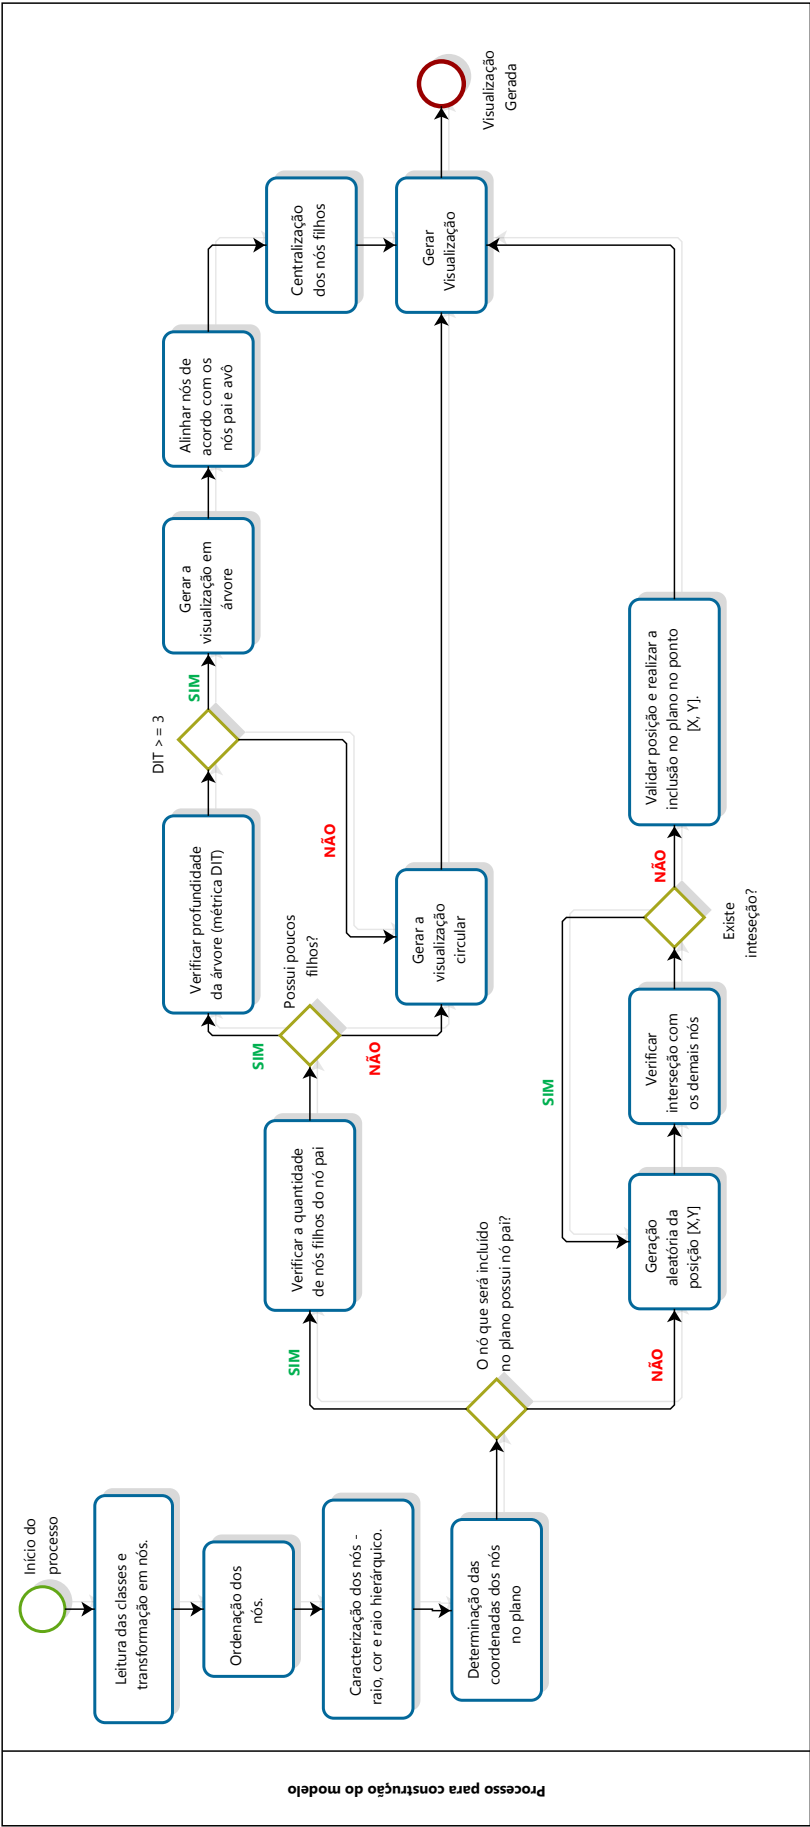 Processo para construção do modelo
Início do
processo
Leitura das classes e
transformação em nós.
Ordenação dos
nós.
Caracterização dos nós -
raio, cor e raio hierárquico.
Determinação das
coordenadas dos nós
no plano
O nó que será incluído
no plano possui nó pai?
SIM
NÃO
Verificar a quantidade
de nós filhos do nó pai
Possui poucos
filhos?
SIM
NÃO
Verificar profundidade
da árvore (métrica DIT)
DIT > = 3
SIM
NÃO
Gerar a
visualização em
árvore
Alinhar nós de
acordo com os
nós pai e avô
Centralização
dos nós filhos
Gerar a
visualização
circular
Gerar
Visualização
Visualização
Gerada
Geração
aleatória da
posição [X,Y]
Verificar
interseção com
os demais nós
Existe
inteseção?
SIM
NÃO
Validar posição e realizar a
inclusão no plano no ponto
[X, Y].